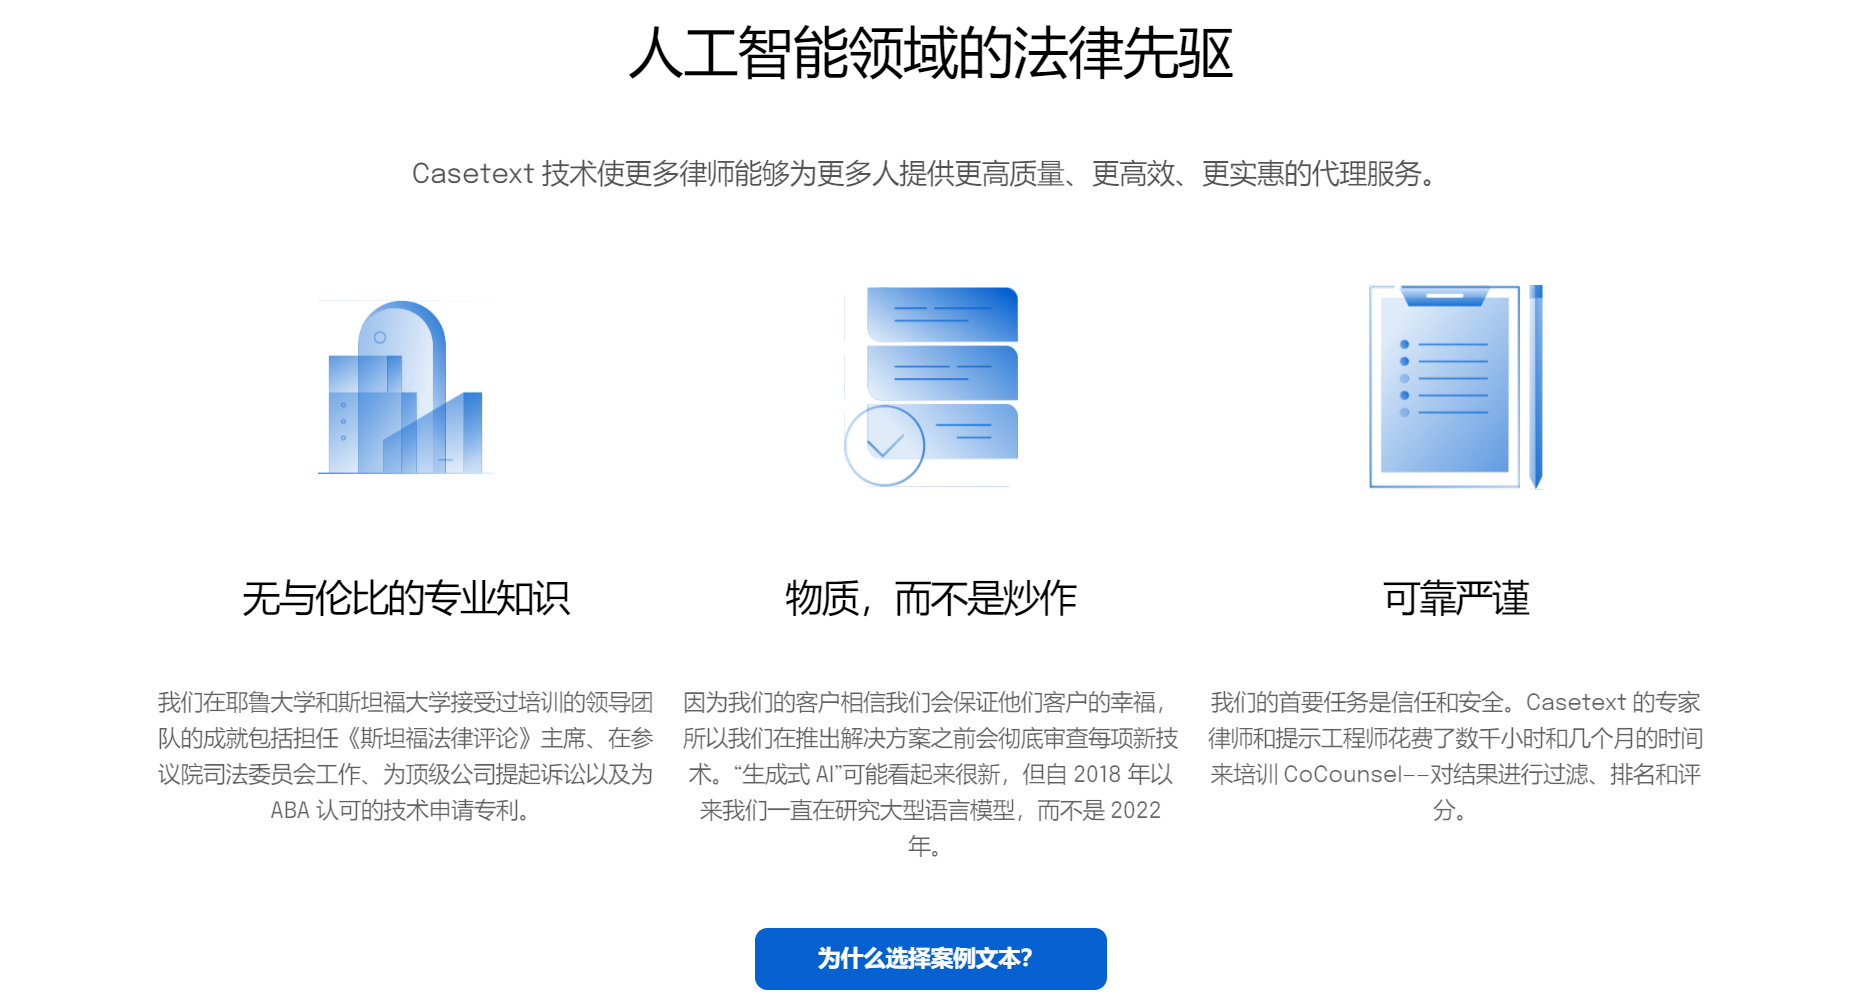 人工智能领域的法律先驱
Casetext 技术使更多律师能够为更多人提供更高质量、更高效、更实惠的代理服务。
无与伦比的专业知识
我们在耶鲁大学和斯坦福大学接受过培训的领导团
队的成就包括担任《斯坦福法律评论》主席、在参
议院司法委员会工作、为顶级公司提起诉讼以及为
ABA 认可的技术申请专利。
物质，而不是炒作
因为我们的客户相信我们会保证他们客户的幸福，
所以我们在推出解决方案之前会彻底审查每项新技
术。“生成式 AI”可能看起来很新，但自 2018 年以
来我们一直在研究大型语言模型，而不是 2022
年。
可靠严谨
我们的首要任务是信任和安全。Casetext 的专家
律师和提示工程师花费了数千小时和几个月的时间
来培训 CoCounsel--对结果进行过滤、排名和评
分。
为什么选择案例文本?